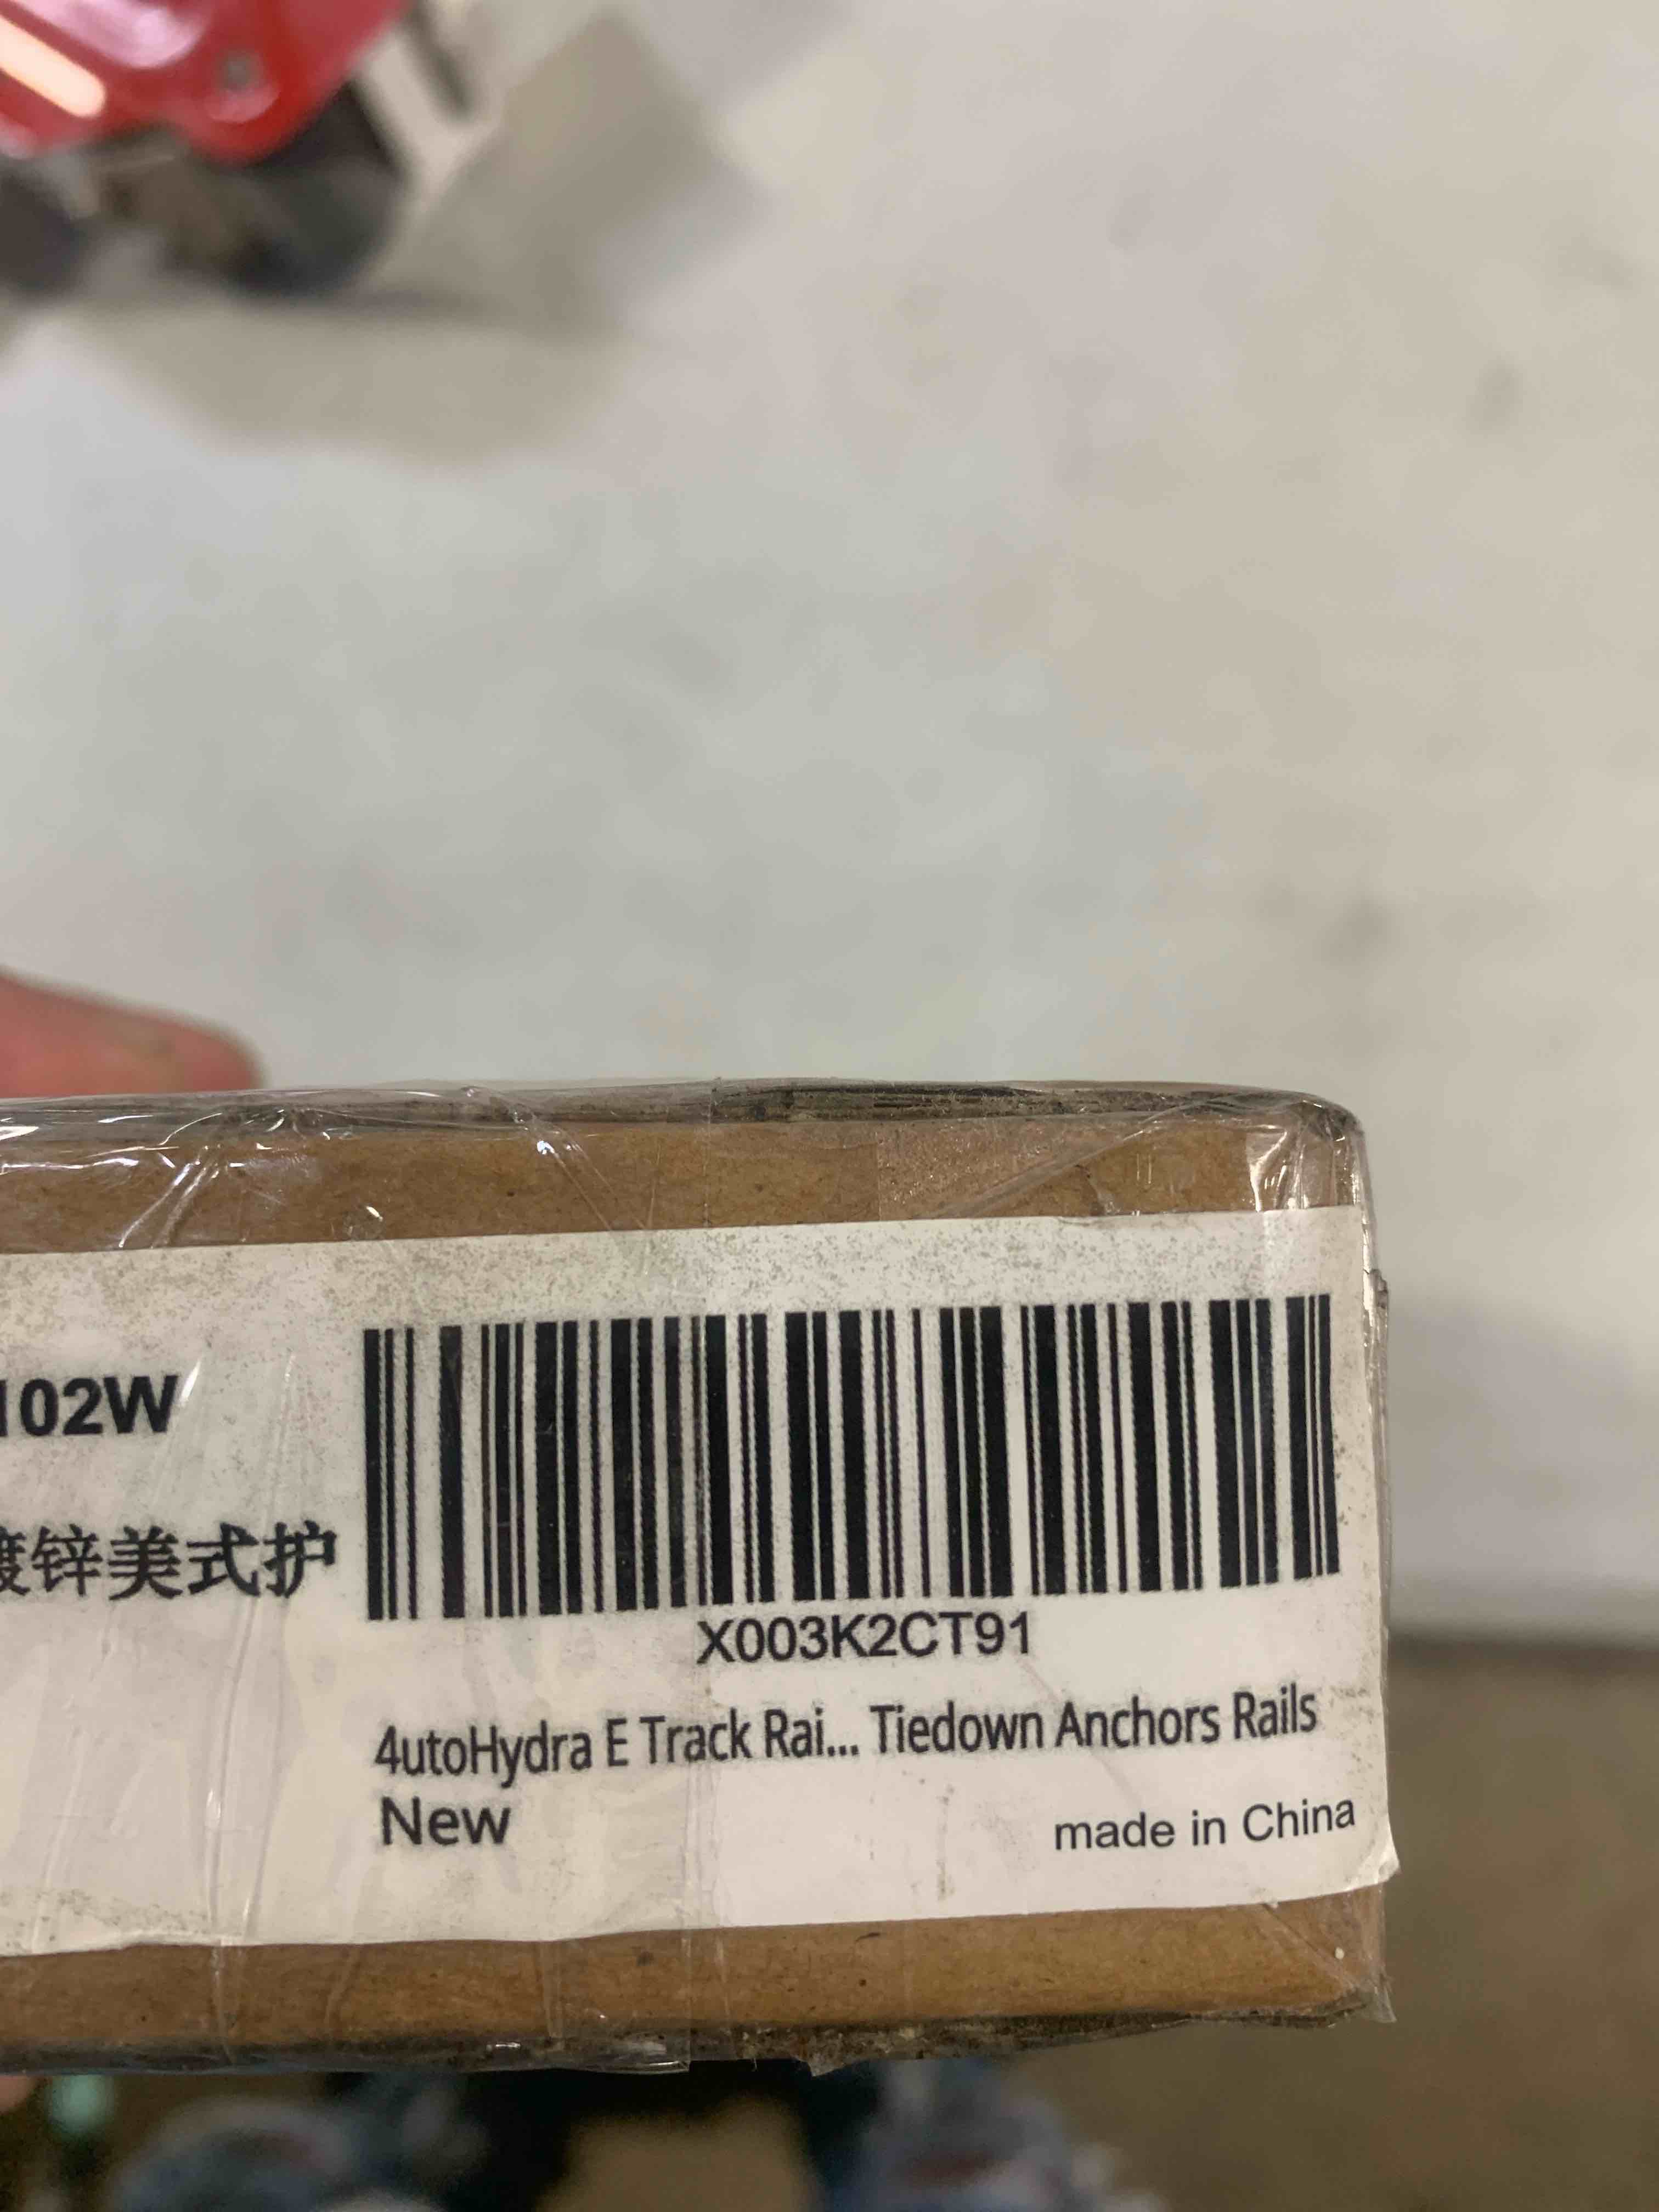 102W
镀锌美式护
X003K2CT91
4utoHydra E Track Rai... Tiedown Anchors Rails
New
made in China